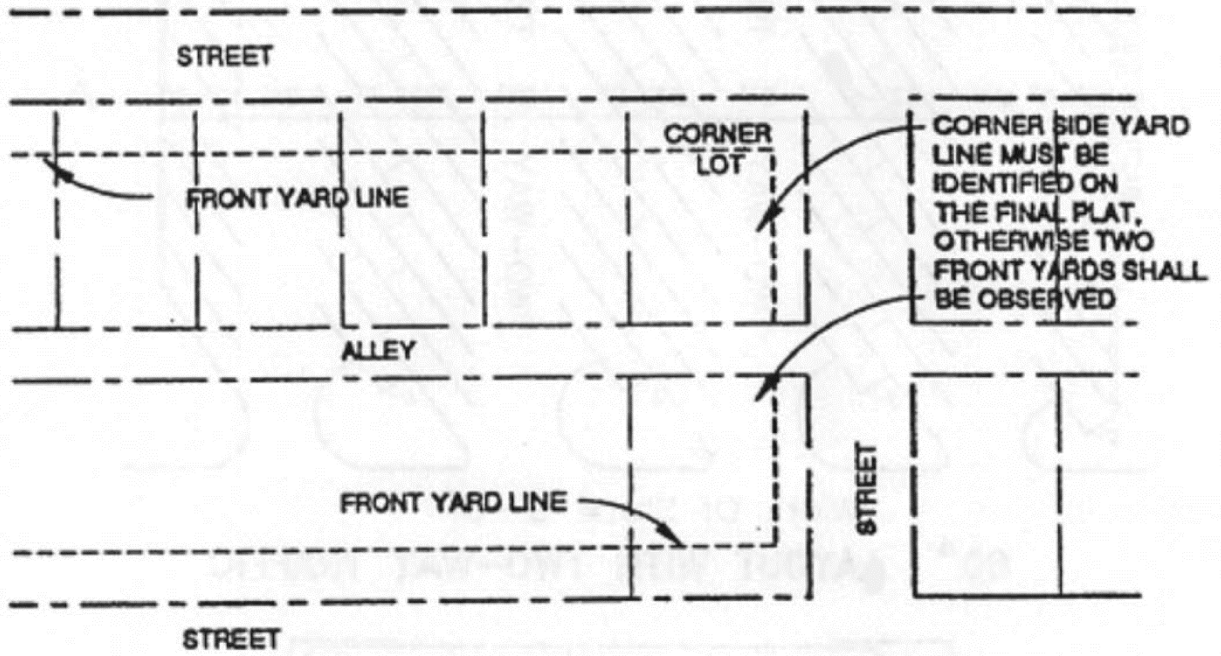 STREET
CORNER
LOT
FRONT YARD LINE
CORNER SIDE YARD
LINE MUST BE
IDENTIFIED ON
THE FINAL PLAT,
OTHERWISE TWO
FRONT YARDS SHALL
BE OBSERVED
ALLEY
FRONT YARD LINE
STREET
STREET